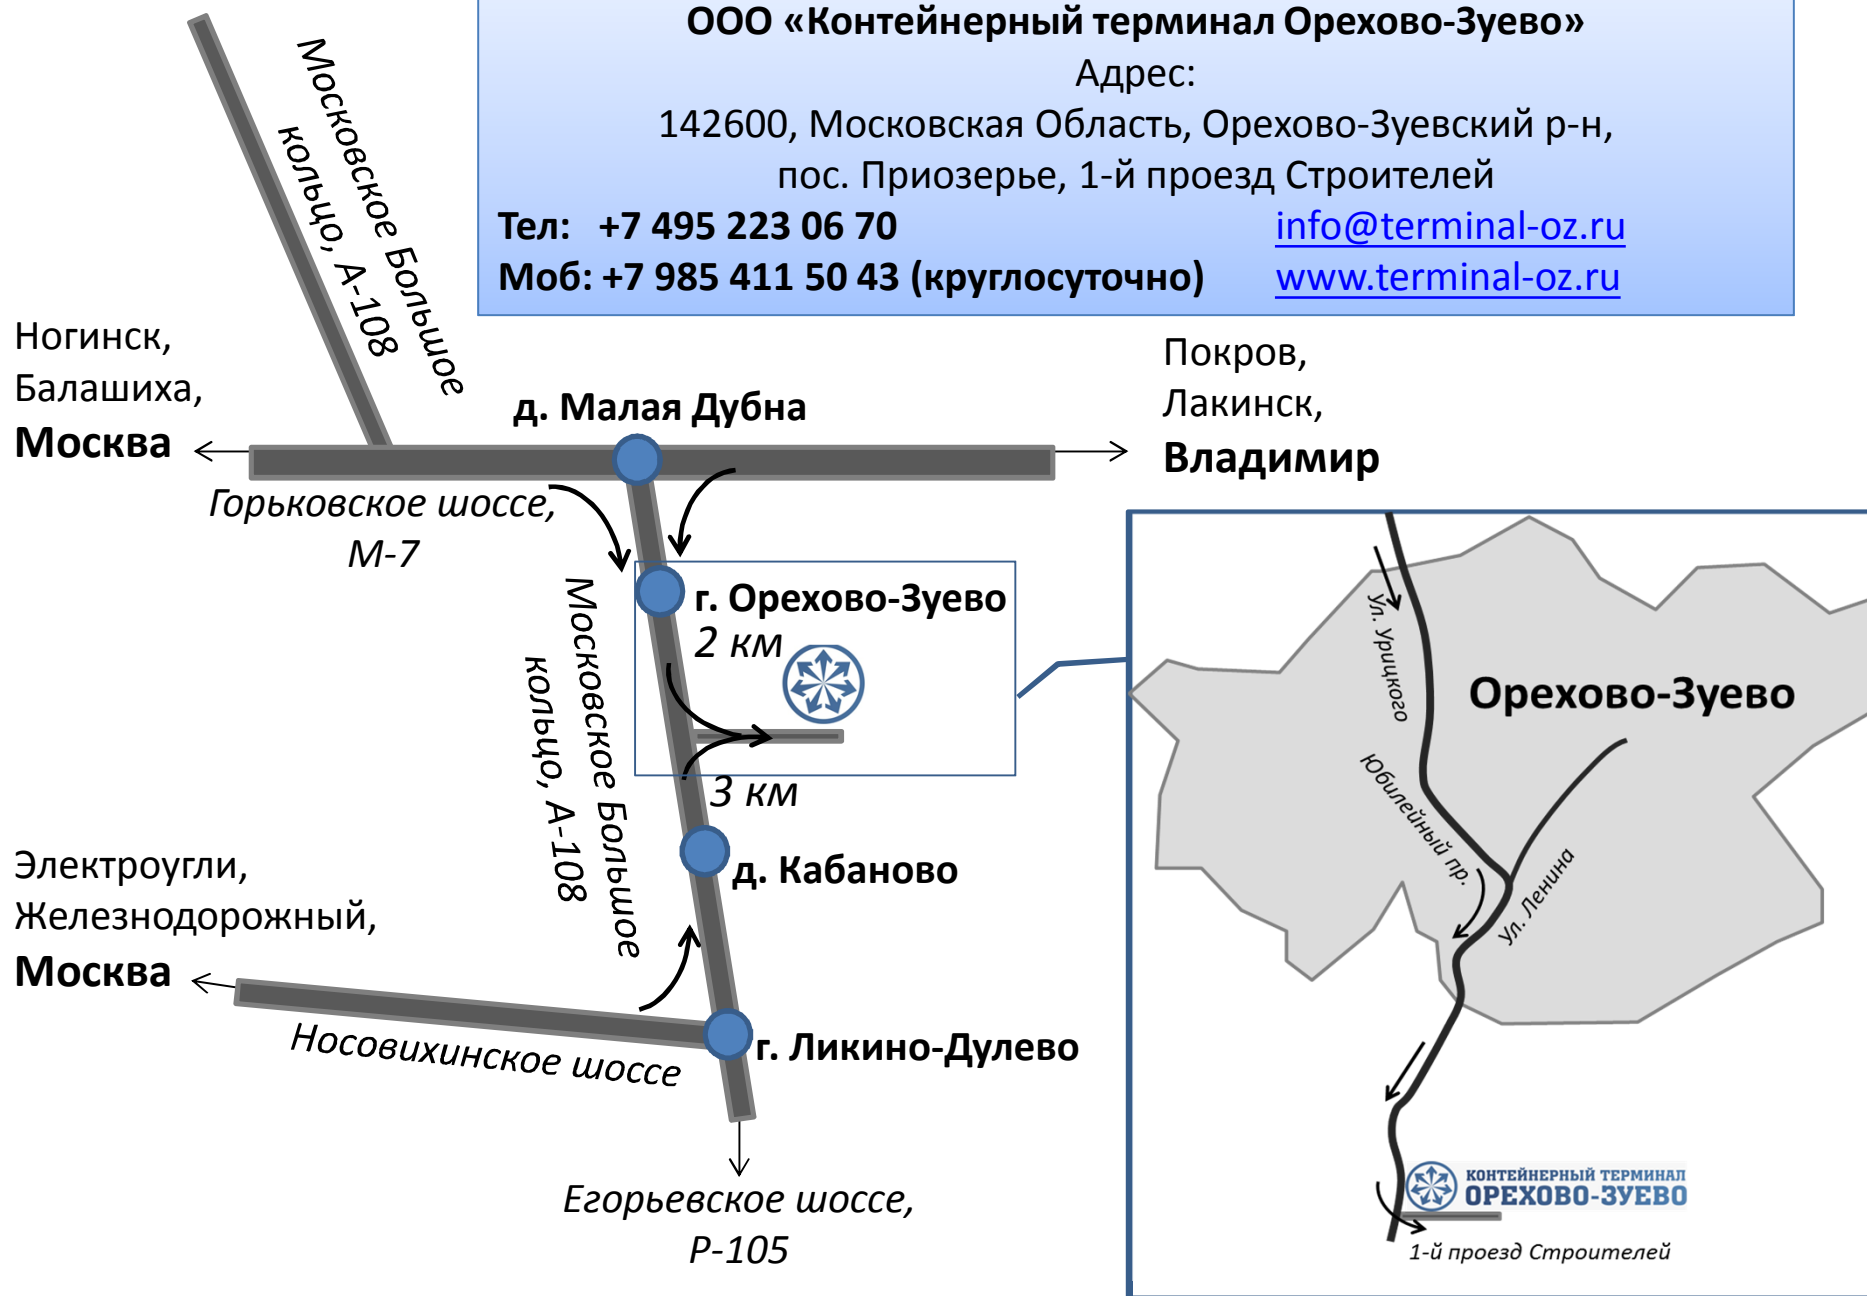 ООО «Контейнерный терминал Орехово-Зуево»
Адрес:
142600, Московская Область, Орехово-Зуевский р-н,
пос. Приозерье, 1-й проезд Строителей
Тел: +7 495 223 06 70
info@terminal-oz.ru
Моб: +7 985 411 50 43 (круглосуточно)
www.terminal-oz.ru
Московское Большое
кольцо, А-108
Ногинск,
Балашиха,
Москва
д. Малая Дубна
Покров,
Лакинск,
Владимир
Горьковское шоссе,
М-7
г. Орехово-Зуево
2 км
Московское Большое
кольцо, А-108
3 км
д. Кабаново
Электроугли,
Железнодорожный,
Москва
Носовихинское шоссе
г. Ликино-Дулево
Егорьевское шоссе,
Р-105
Ул. Урицкого
Орехово-Зуево
Юбилейный пр.
Ул. Ленина
КОНТЕЙНЕРНЫЙ ТЕРМИНАЛ
ОРЕХОВО-ЗУЕВО
1-й проезд Строителей